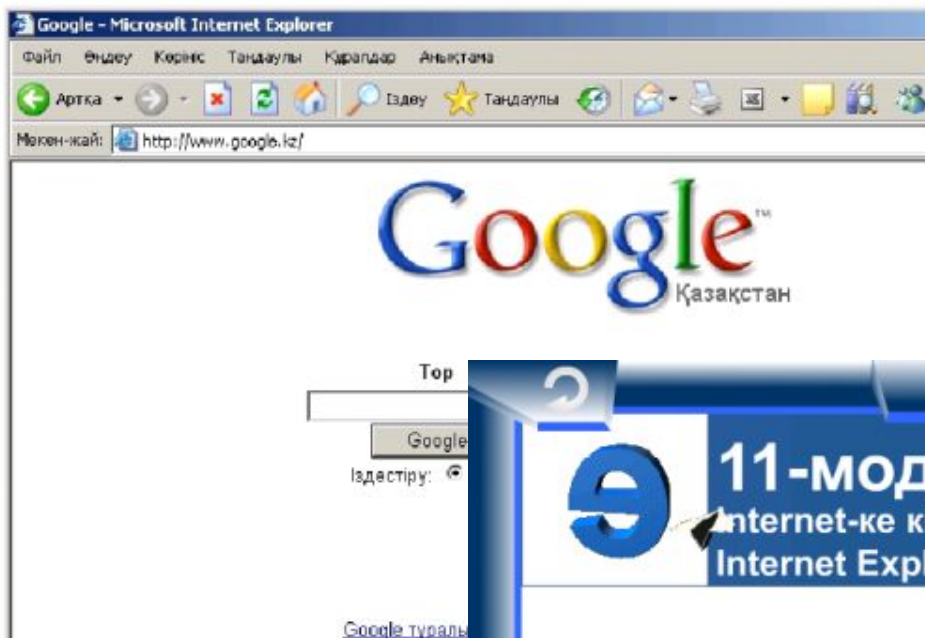 Google - Microsoft Internet Explorer
Файл Өңдеу Көрініс Таңдаулы Құралдар Анықтама
Артқа Іздеу Таңдаулы
Мекен-жай: http://www.google.kz/
Google™
Қазақстан
Тор
Google
Іздестіру:
Google туралы
11-мод
Internet-ке к
Internet Expl